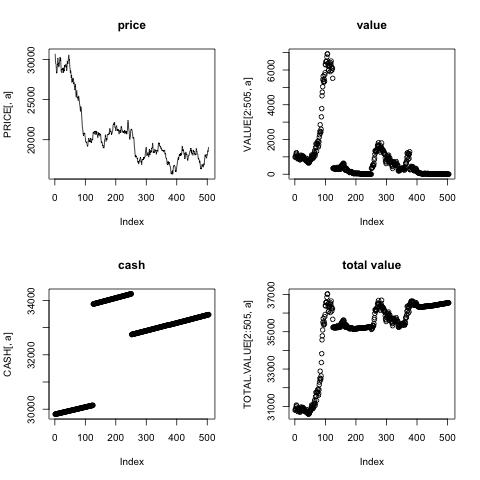 price
PRICE[, a]
30000
25000
20000
0 100 200 300 400 500
Index
value
VALUE[2:505, a]
6000
4000
2000
0
0 100 200 300 400 500
Index
cash
CASH[, a]
34000
32000
30000
0 100 200 300 400 500
Index
total value
TOTAL.VALUE[2:505, a]
37000
35000
33000
31000
0 100 200 300 400 500
Index